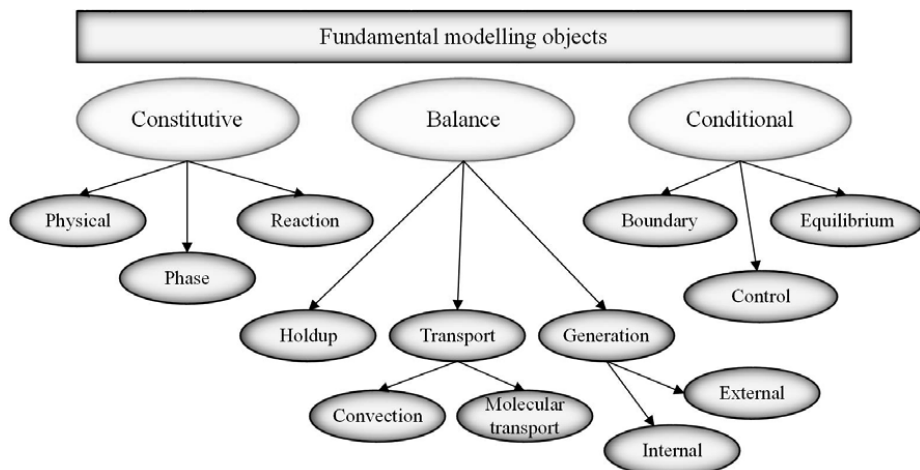 Fundamental modelling objects
Constitutive
Balance
Conditional
Physical
Reaction
Boundary
Equilibrium
Phase
Control
Holdup
Transport
Generation
External
Convection
Molecular
transport
Internal